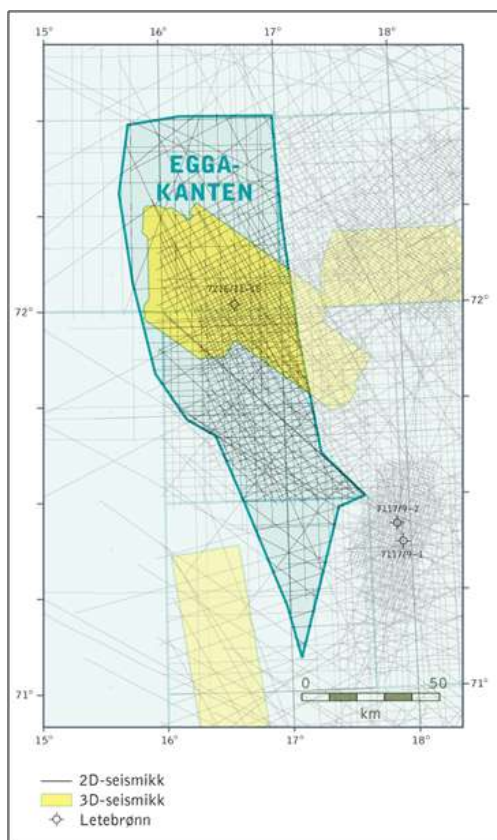 15° 16° 17° 18°
EGGA-
KANTEN
72° 72°
7117/9-2
7117/9-1
0 50
km
71° 71°
15° 16° 17° 18°
2D-seismikk
3D-seismikk
Letebrønn